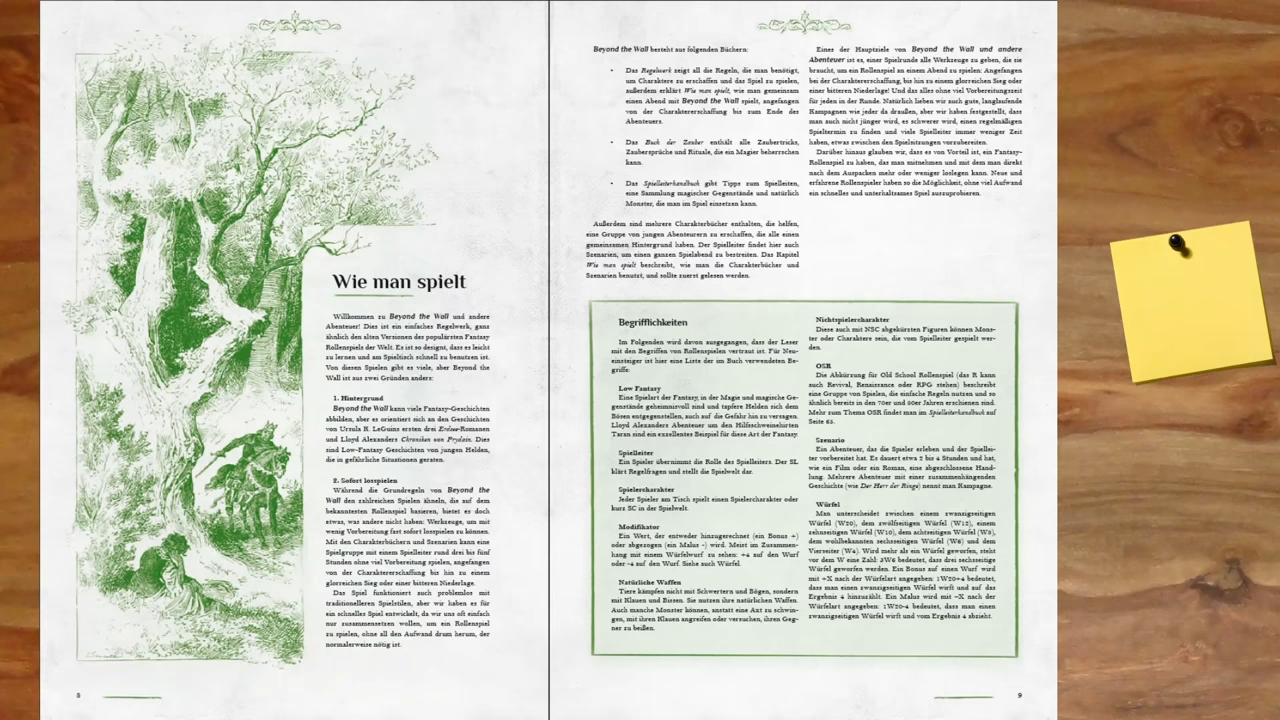 Wie man spielt
Willkommen zu Beyond the Wall und andere
Abenteuer! Dies ist ein einfaches Regelwerk, ganz
ähnlich den alten Versionen des populärsten Fantasy
Rollenspiels der Welt. Es ist so designt, dass es leicht
zu lernen und am Spieltisch schnell zu benutzen ist.
Von diesen Spielen gibt es viele, aber Beyond the
Wall ist aus zwei Gründen anders:
1. Hintergrund
Beyond the Wall kann viele Fantasy-Geschichten
abbilden, aber es orientiert sich an den Geschichten
von Ursula K. LeGuins ersten drei Erdsee-Romanen
und Lloyd Alexanders Chroniken von Prydain. Dies
sind Low-Fantasy Geschichten von jungen Helden,
die in gefährliche Situationen geraten.
2. Sofort losspielen
Während die Grundregeln von Beyond the
Wall den zahlreichen Spielen ähneln, die auf dem
bekanntesten Rollenspiel basieren, bietet es doch
etwas, was andere nicht haben: Werkzeuge, um mit
wenig Vorbereitung fast sofort losspielen zu können.
Mit den Charakterbüchern und Szenarien kann eine
Spielgruppe mit einem Spielleiter rund drei bis fünf
Stunden ohne viel Vorbereitung spielen, angefangen
von der Charaktererschaffung bis hin zu einem
glorreichen Sieg oder einer bitteren Niederlage.
Das Spiel funktioniert auch problemlos mit
traditionelleren Spielstilen, aber wir haben es für
ein schnelles Spiel entwickelt, da wir uns oft einfach
nur zusammensetzen wollen, um ein Rollenspiel
zu spielen, ohne all den Aufwand drum herum, der
normalerweise nötig ist.
8
Beyond the Wall besteht aus folgenden Büchern:
• Das Regelwerk zeigt all die Regeln, die man benötigt,
um Charaktere zu erschaffen und das Spiel zu spielen,
außerdem erklärt Wie man spielt, wie man gemeinsam
einen Abend mit Beyond the Wall spielt, angefangen
von der Charaktererschaffung bis zum Ende des
Abenteuers.
• Das Buch der Zauber enthält alle Zaubertricks,
Zaubersprüche und Rituale, die ein Magier beherrschen
kann.
• Das Spielleiterhandbuch gibt Tipps zum Spielleiten,
eine Sammlung magischer Gegenstände und natürlich
Monster, die man im Spiel einsetzen kann.
Außerdem sind mehrere Charakterbücher enthalten, die helfen,
eine Gruppe von jungen Abenteurern zu erschaffen, die alle einen
gemeinsamen Hintergrund haben. Der Spielleiter findet hier auch
Szenarien, um einen ganzen Spielabend zu bestreiten. Das Kapitel
Wie man spielt beschreibt, wie man die Charakterbücher und
Szenarien benutzt, und sollte zuerst gelesen werden.
Eines der Hauptziele von Beyond the Wall und andere
Abenteuer ist es, einer Spielrunde alle Werkzeuge zu geben, die sie
braucht, um ein Rollenspiel an einem Abend zu spielen: Angefangen
bei der Charaktererschaffung, bis hin zu einem glorreichen Sieg oder
einer bitteren Niederlage! Und das alles ohne viel Vorbereitungszeit
für jeden in der Runde. Natürlich lieben wir auch gute, langlaufende
Kampagnen wie jeder da draußen, aber wir haben festgestellt, dass
man auch nicht jünger wird, es schwerer wird, einen regelmäßigen
Spieltermin zu finden und viele Spielleiter immer weniger Zeit
haben, etwas zwischen den Spielsitzungen vorzubereiten.
Darüber hinaus glauben wir, dass es von Vorteil ist, ein Fantasy-
Rollenspiel zu haben, das man mitnehmen und mit dem man direkt
nach dem Auspacken mehr oder weniger loslegen kann. Neue und
erfahrene Rollenspieler haben so die Möglichkeit, ohne viel Aufwand
ein schnelles und unterhaltsames Spiel auszuprobieren.
Begrifflichkeiten
Im Folgenden wird davon ausgegangen, dass der Leser
mit den Begriffen von Rollenspielen vertraut ist. Für Neu-
einsteiger ist hier eine Liste der im Buch verwendeten Be-
griffe:
Low Fantasy
Eine Spielart der Fantasy, in der Magie und magische Ge-
genstände geheimnisvoll sind und tapfere Helden sich dem
Bösen entgegenstellen, auch auf die Gefahr hin zu versagen.
Lloyd Alexanders Abenteuer um den Hilfsschweinehirten
Taran sind ein exzellentes Beispiel für diese Art der Fantasy.
Spielleiter
Ein Spieler übernimmt die Rolle des Spielleiters. Der SL
klärt Regelfragen und stellt die Spielwelt dar.
Spielercharakter
Jeder Spieler am Tisch spielt einen Spielercharakter oder
kurz SC in der Spielwelt.
Modifikator
Ein Wert, der entweder hinzugerechnet (ein Bonus +)
oder abgezogen (ein Malus -) wird. Meist im Zusammen-
hang mit einem Würfelwurf zu sehen: +4 auf den Wurf
oder -4 auf den Wurf. Siehe auch Würfel.
Natürliche Waffen
Tiere kämpfen nicht mit Schwertern und Bögen, sondern
mit Klauen und Bissen. Sie nutzen ihre natürlichen Waffen.
Auch manche Monster können, anstatt eine Axt zu schwin-
gen, mit ihren Klauen angreifen oder versuchen, ihren Geg-
ner zu beißen.
Nichtspielercharakter
Diese auch mit NSC abgekürzten Figuren können Mons-
ter oder Charaktere sein, die vom Spielleiter gespielt wer-
den.
OSR
Die Abkürzung für Old School Rollenspiel (das R kann
auch Revival, Renaissance oder RPG stehen) beschreibt
eine Gruppe von Spielen, die einfache Regeln nutzen und so
ähnlich bereits in den 70er und 80er Jahren erschienen sind.
Mehr zum Thema OSR findet man im Spielleiterhandbuch auf
Seite 63.
Szenario
Ein Abenteuer, das die Spieler erleben und der Spiellei-
ter vorbereitet hat. Es dauert etwa 2 bis 4 Stunden und hat,
wie ein Film oder ein Roman, eine abgeschlossene Hand-
lung. Mehrere Abenteuer mit einer zusammenhängenden
Geschichte (wie Der Herr der Ringe) nennt man Kampagne.
Würfel
Man unterscheidet zwischen einem zwanzigseitigen
Würfel (W20), dem zwölfseitigen Würfel (W12), einem
zehnseitigen Würfel (W10), dem achtseitigen Würfel (W8),
dem wohlbekannten sechsseitigen Würfel (W6) und dem
Vierseiter (W4). Wird mehr als ein Würfel geworfen, steht
vor dem W eine Zahl: 3W6 bedeutet, dass drei sechsseitige
Würfel geworfen werden. Ein Bonus auf einen Wurf wird
mit +X nach der Würfelart angegeben: 1W20+4 bedeutet,
dass man einen zwanzigseitigen Würfel wirft und auf das
Ergebnis 4 hinzuzählt. Ein Malus wird mit -X nach der
Würfelart angegeben: 1W20-4 bedeutet, dass man einen
zwanzigseitigen Würfel wirft und vom Ergebnis 4 abzieht.
9